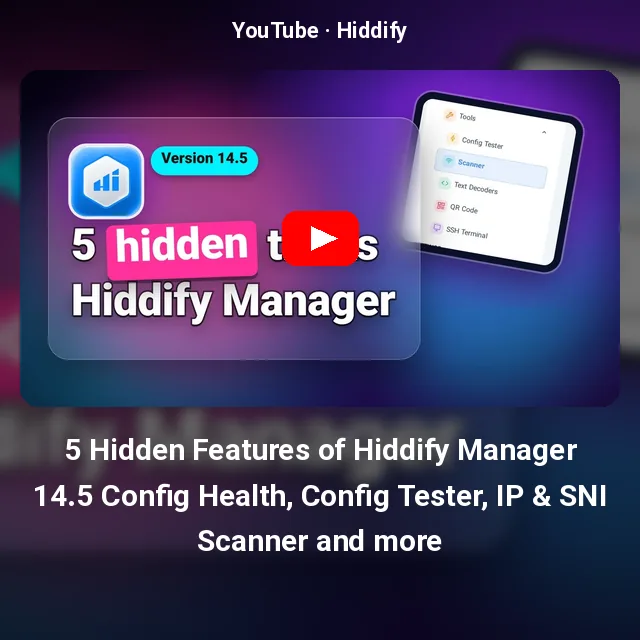 YouTube · Hiddify
Version 14.5
5 hidden
Hiddify Manager
Tools
Config Tester
Scanner
Text Decoders
QR Code
SSH Terminal
5 Hidden Features of Hiddify Manager
14.5 Config Health, Config Tester, IP & SNI
Scanner and more